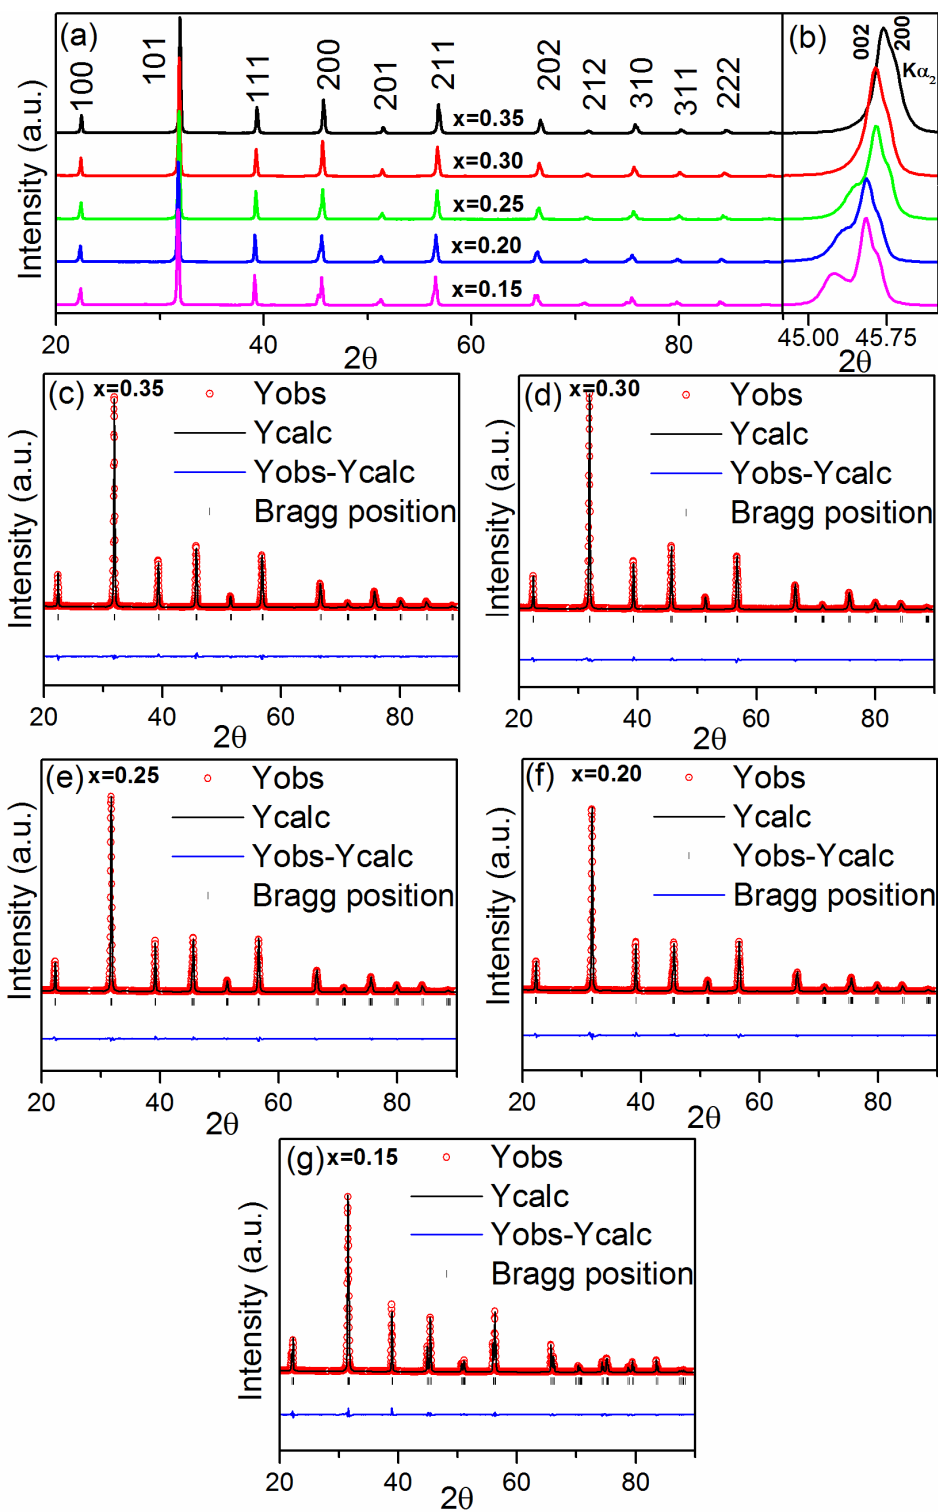 (a)
(b)
100
101
111
200
201
211
202
212
310
311
222
002
200
Kα2
x=0.35
x=0.30
x=0.25
x=0.20
x=0.15
Intensity (a.u.)
20 40 60 80
2θ
45.00 45.75
2θ
(c) x=0.35
Yobs
Ycalc
Yobs-Ycalc
Bragg position
Intensity (a.u.)
20 40 60 80
2θ
(d) x=0.30
Yobs
Ycalc
Yobs-Ycalc
Bragg position
Intensity (a.u.)
20 40 60 80
2θ
(e) x=0.25
Yobs
Ycalc
Yobs-Ycalc
Bragg position
Intensity (a.u.)
20 40 60 80
2θ
(f) x=0.20
Yobs
Ycalc
Yobs-Ycalc
Bragg position
Intensity (a.u.)
20 40 60 80
2θ
(g) x=0.15
Yobs
Ycalc
Yobs-Ycalc
Bragg position
Intensity (a.u.)
20 40 60 80
2θ